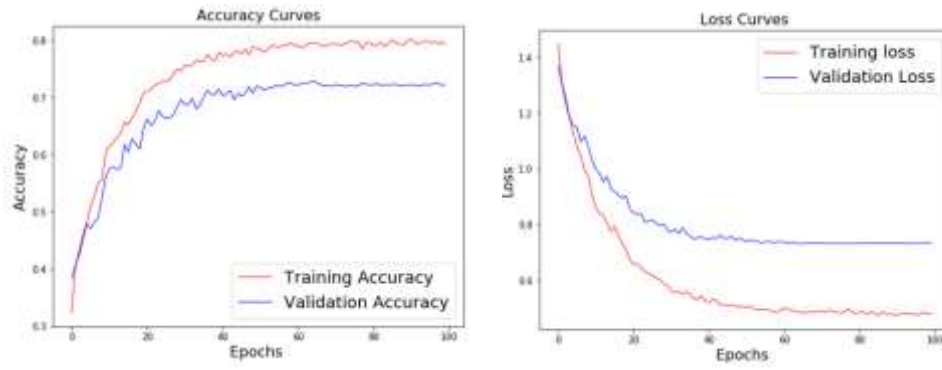 Accuracy Curves
0.8
0.7
0.6
0.5
0.4
0.3
Accuracy
Training Accuracy
Validation Accuracy
0
20
40
60
80
100
Epochs
Loss Curves
1.4
1.2
1.0
0.8
0.6
Loss
Training loss
Validation Loss
0
20
40
60
80
100
Epochs